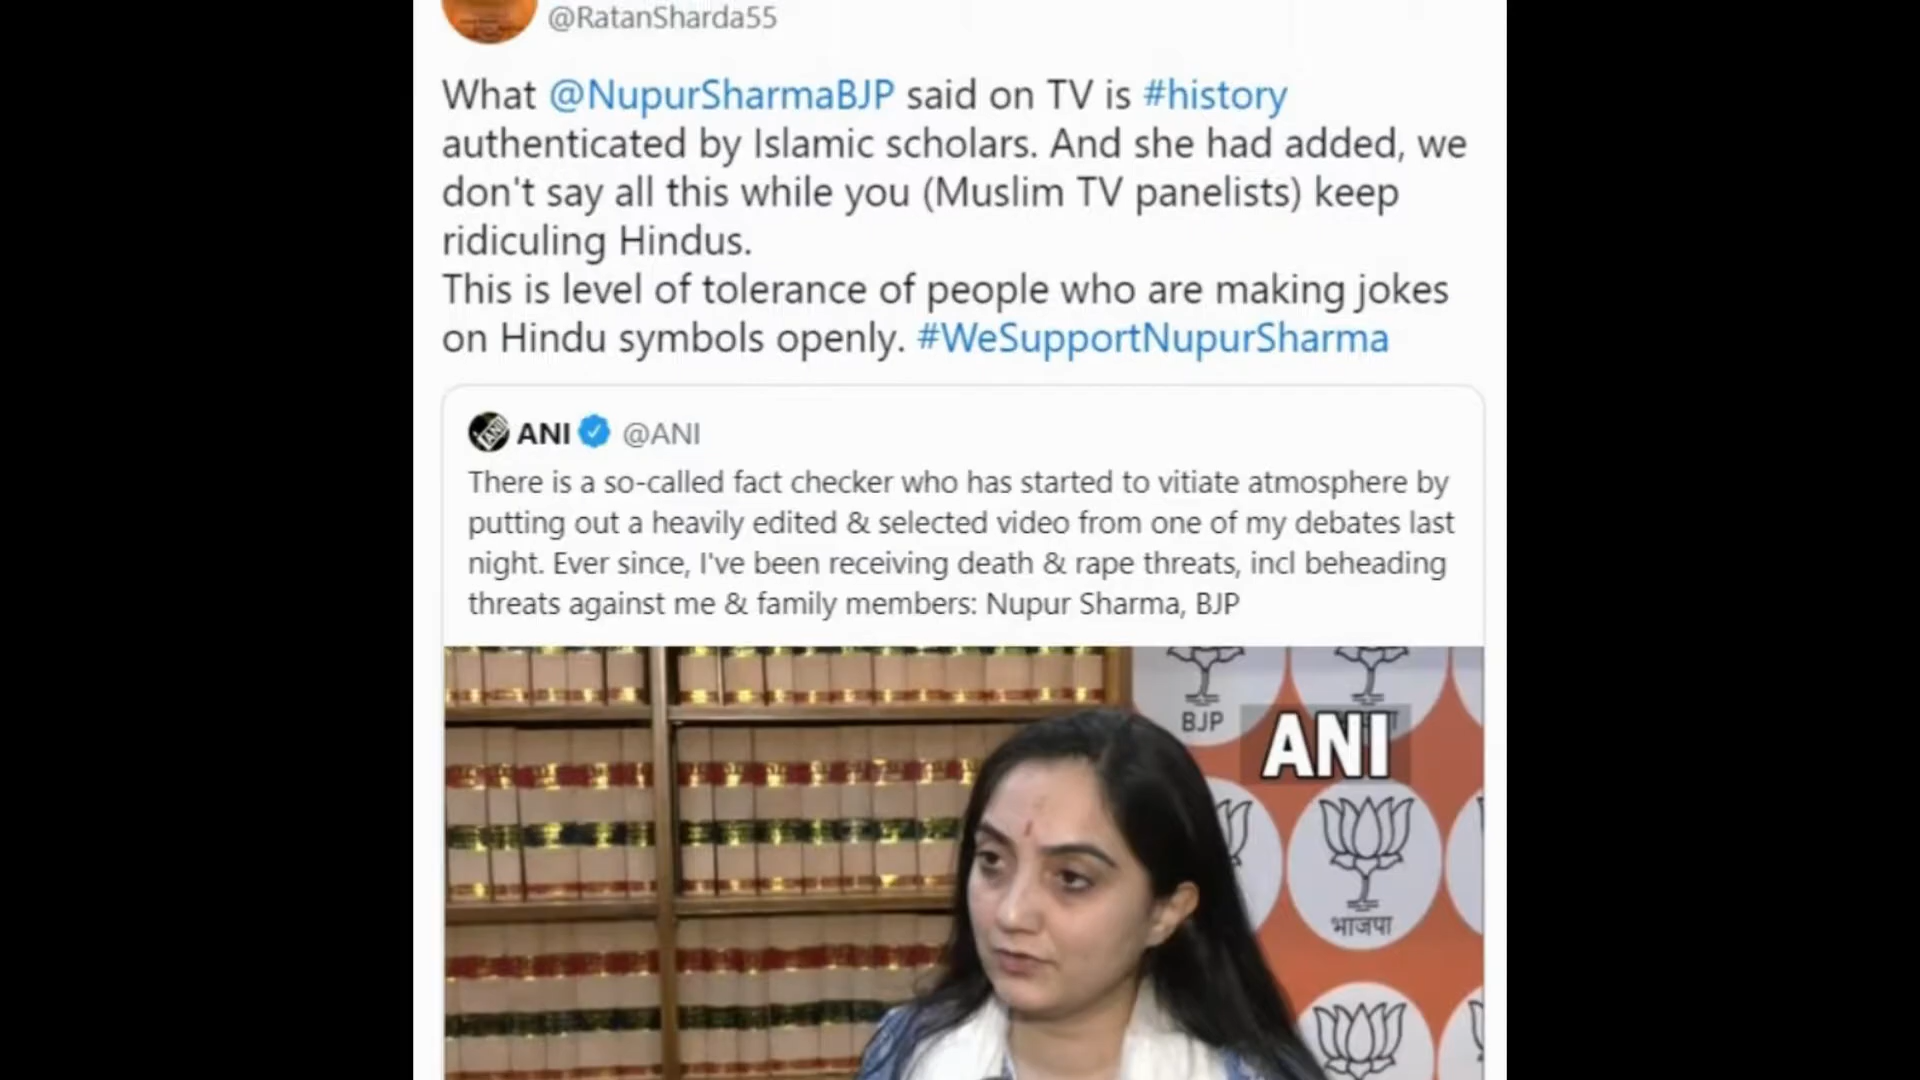 @RatanSharda55
What @NupurSharmaBJP said on TV is #history
authenticated by Islamic scholars. And she had added, we
don't say all this while you (Muslim TV panelists) keep
ridiculing Hindus.
This is level of tolerance of people who are making jokes
on Hindu symbols openly. #WeSupportNupurSharma
ANI @ANI
There is a so-called fact checker who has started to vitiate atmosphere by
putting out a heavily edited & selected video from one of my debates last
night. Ever since, I've been receiving death & rape threats, incl beheading
threats against me & family members: Nupur Sharma, BJP
BJP
ANI
भाजपा